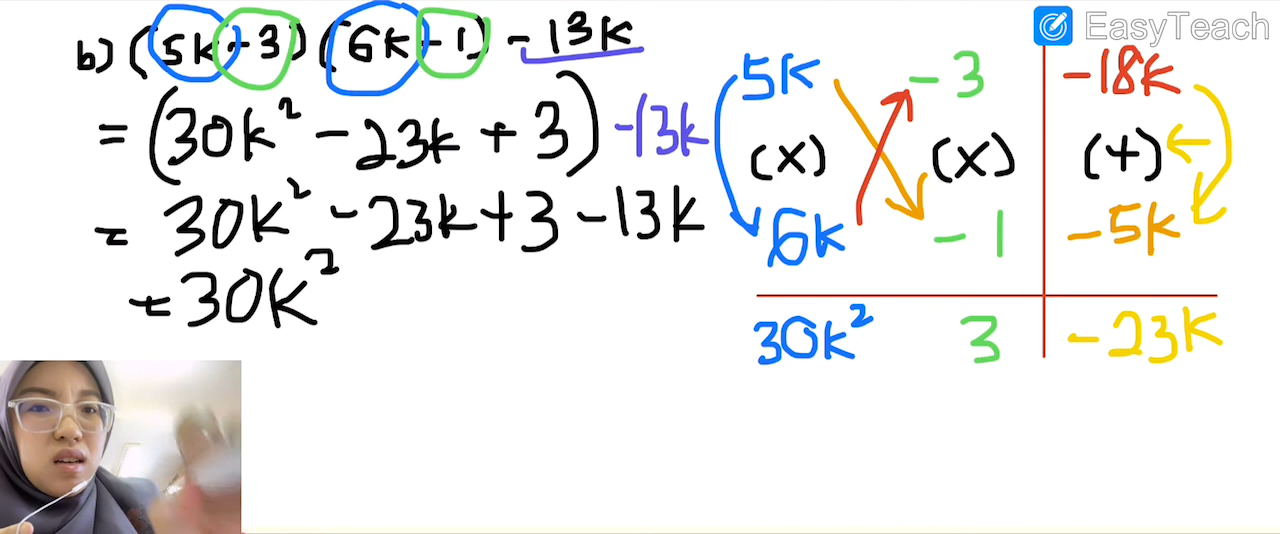 EasyTeach
b) (5k-3)(6k-1) -13k
= (30k² - 23k + 3) -13k
= 30k² - 23k + 3 - 13k
= 30k²
5k -3 -18k
(x) (x) (+)
6k -1 -5k
30k² 3 -23k